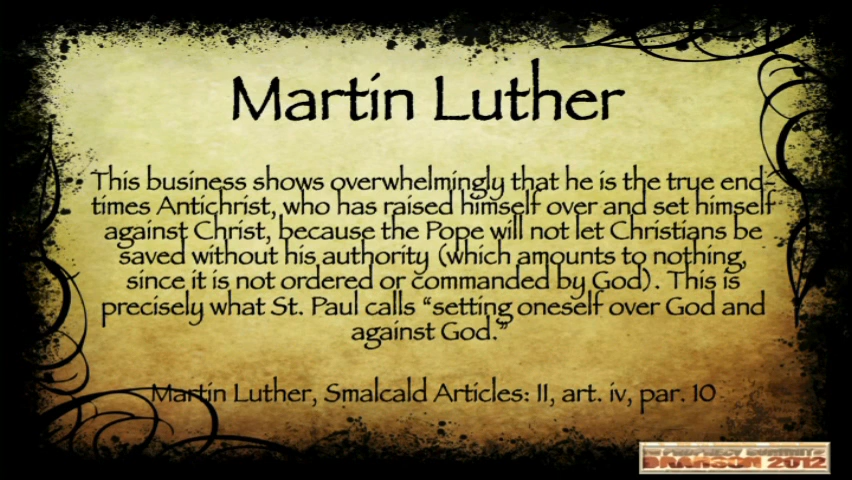 Martin Luther
This business shows overwhelmingly that he is the true end-
times Antichrist, who has raised himself over and set himself
against Christ, because the Pope will not let Christians be
saved without his authority (which amounts to nothing,
since it is not ordered or commanded by God). This is
precisely what St. Paul calls “setting oneself over God and
against God.”
Martin Luther, Smalcald Articles: II, art. iv, par. 10
PROPHECY SUMMIT
BRANSON 2012